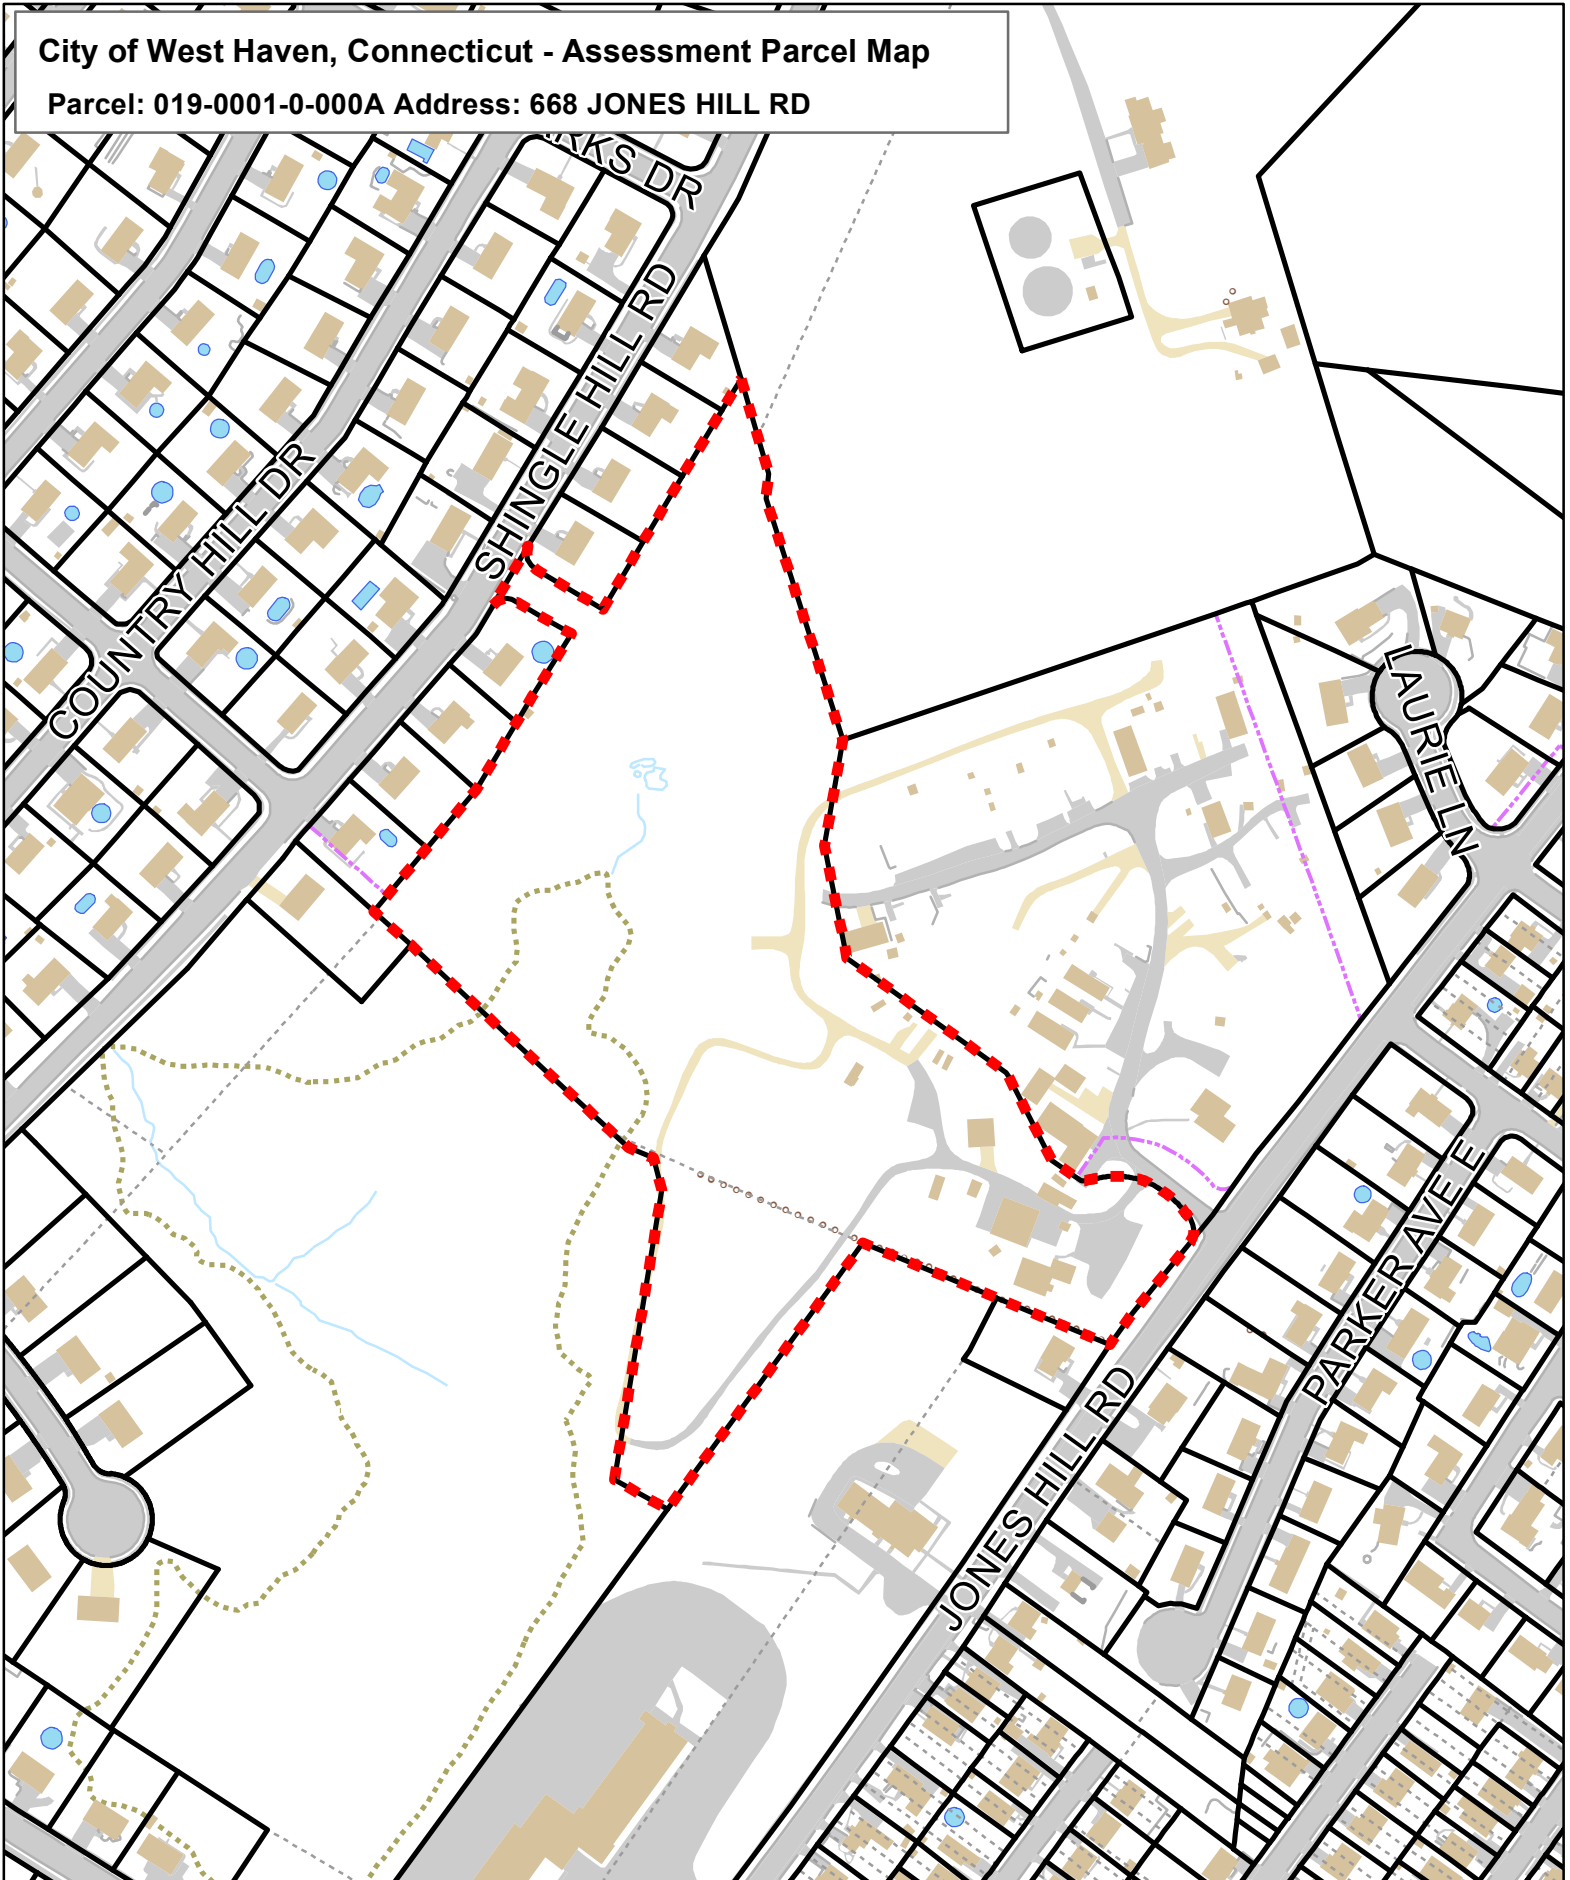 City of West Haven, Connecticut - Assessment Parcel Map
Parcel: 019-0001-0-000A Address: 668 JONES HILL RD
DR
SHINGLE HILL RD
COUNTRY HILL DR
LAURIE LN
PARKER AVE E
JONES HILL RD